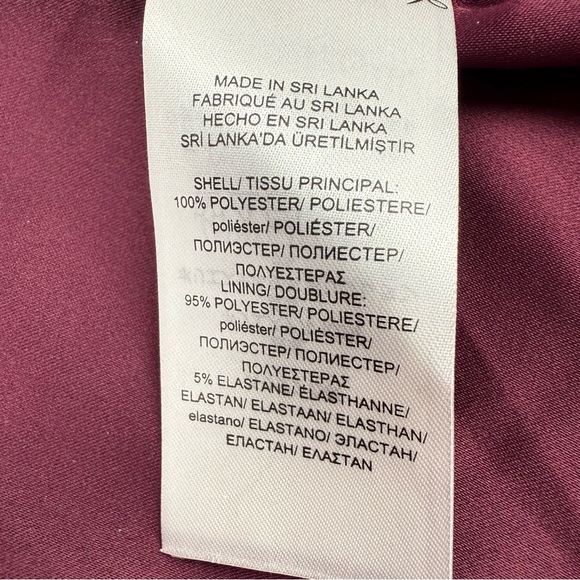 MADE IN SRI LANKA
FABRIQUÉ AU SRI LANKA
HECHO EN SRI LANKA
SRİ LANKA'DA ÜRETİLMİŞTİR
SHELL/ TISSU PRINCIPAL:
100% POLYESTER/ POLIESTERE/
poliéster/ POLIÉSTER/
ПОЛИЭСТЕР/ ПОЛИЕСТЕР/
ΠΟΛΥΕΣΤΕΡΑΣ
LINING/ DOUBLURE:
95% POLYESTER/ POLIESTERE/
poliéster/ POLIÉSTER/
ПОЛИЭСТЕР/ ПОЛИЕСТЕР/
ΠΟΛΥΕΣΤΕΡΑΣ
5% ELASTANE/ ÉLASTHANNE/
ELASTAN/ ELASTAAN/ ELASTHAN/
elastano/ ELASTANO/ ЭЛАСТАН/
ЕЛАСТАН/ ΕΛΑΣΤΑΝ